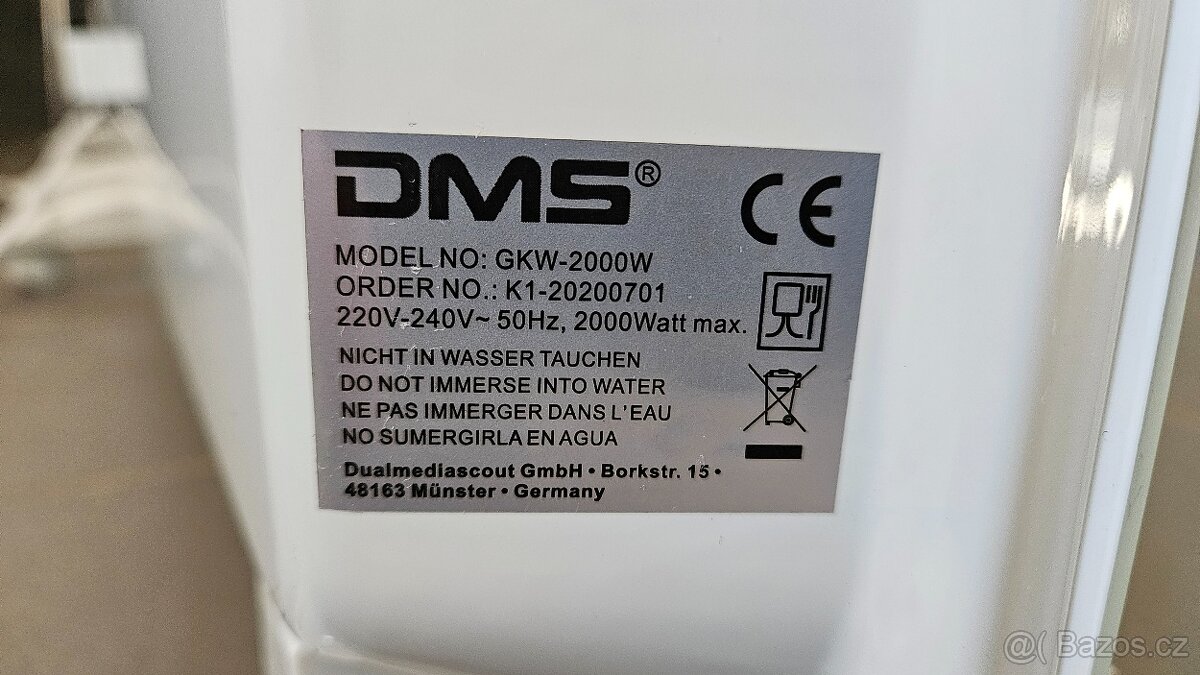 DMS®
CE
MODEL NO: GKW-2000W
ORDER NO.: K1-20200701
220V-240V~ 50Hz, 2000Watt max.
NICHT IN WASSER TAUCHEN
DO NOT IMMERSE INTO WATER
NE PAS IMMERGER DANS L'EAU
NO SUMERGIRLA EN AGUA
Dualmediascout GmbH • Borkstr. 15 •
48163 Münster • Germany
@( Bazos.cz